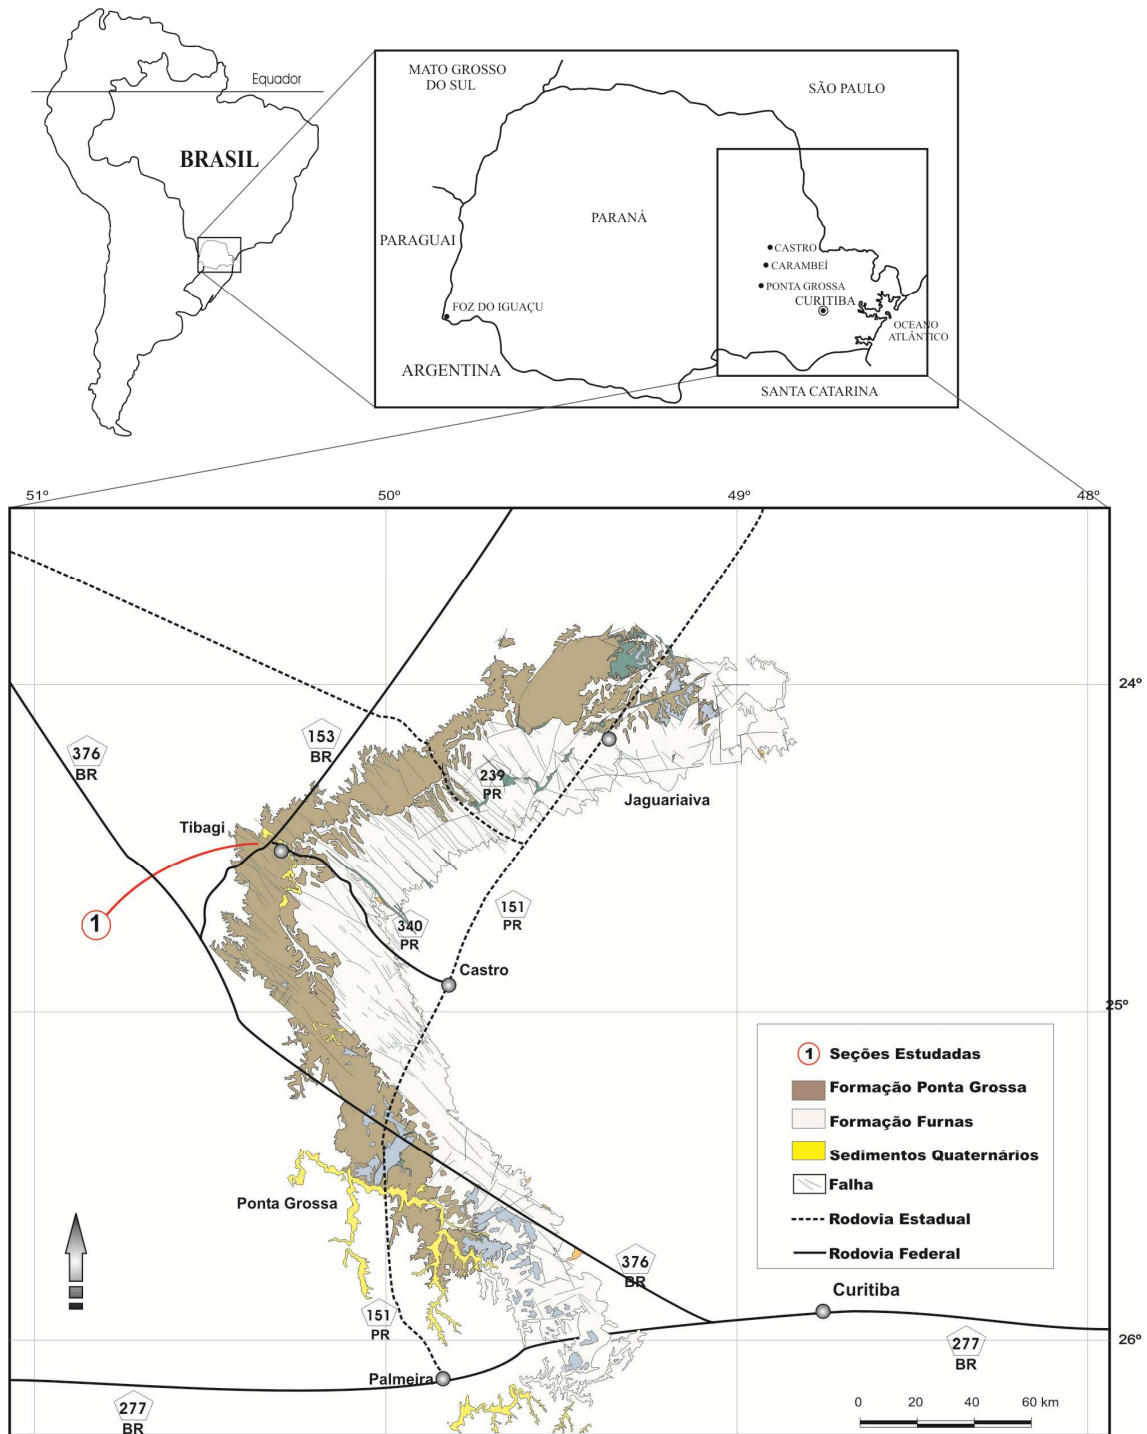 Equador
BRASIL
MATO GROSSO
DO SUL
SÃO PAULO
PARANÁ
PARAGUAI
CASTRO
CARAMBEÍ
PONTA GROSSA
CURITIBA
FOZ DO IGUAÇU
OCEANO
ATLÂNTICO
ARGENTINA
SANTA CATARINA
51º
50º
49º
48º
24º
376
BR
153
BR
239
PR
Jaguariaiva
Tibagi
151
PR
1
340
PR
Castro
25º
1 Seções Estudadas
Formação Ponta Grossa
Formação Furnas
Sedimentos Quaternários
Falha
Rodovia Estadual
Rodovia Federal
Ponta Grossa
376
BR
Curitiba
151
PR
26º
277
BR
Palmeira
277
BR
0 20 40 60 km